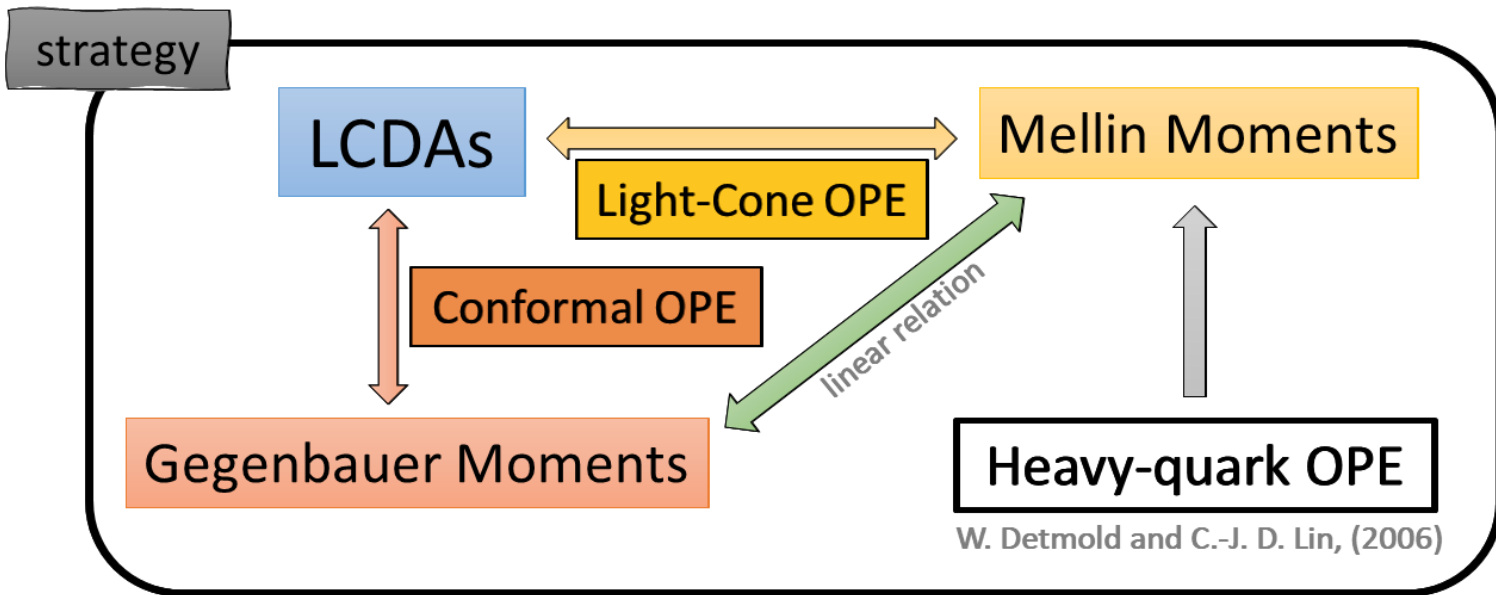 strategy
LCDAs
Mellin Moments
Light-Cone OPE
Conformal OPE
linear relation
Gegenbauer Moments
Heavy-quark OPE
W. Detmold and C.-J. D. Lin, (2006)